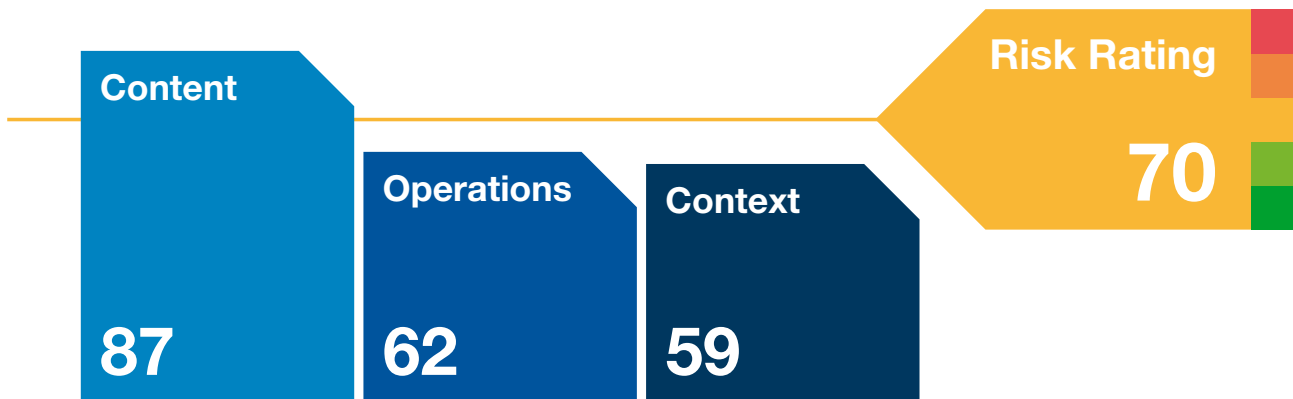 Content
87
Operations
62
Context
59
Risk Rating
70